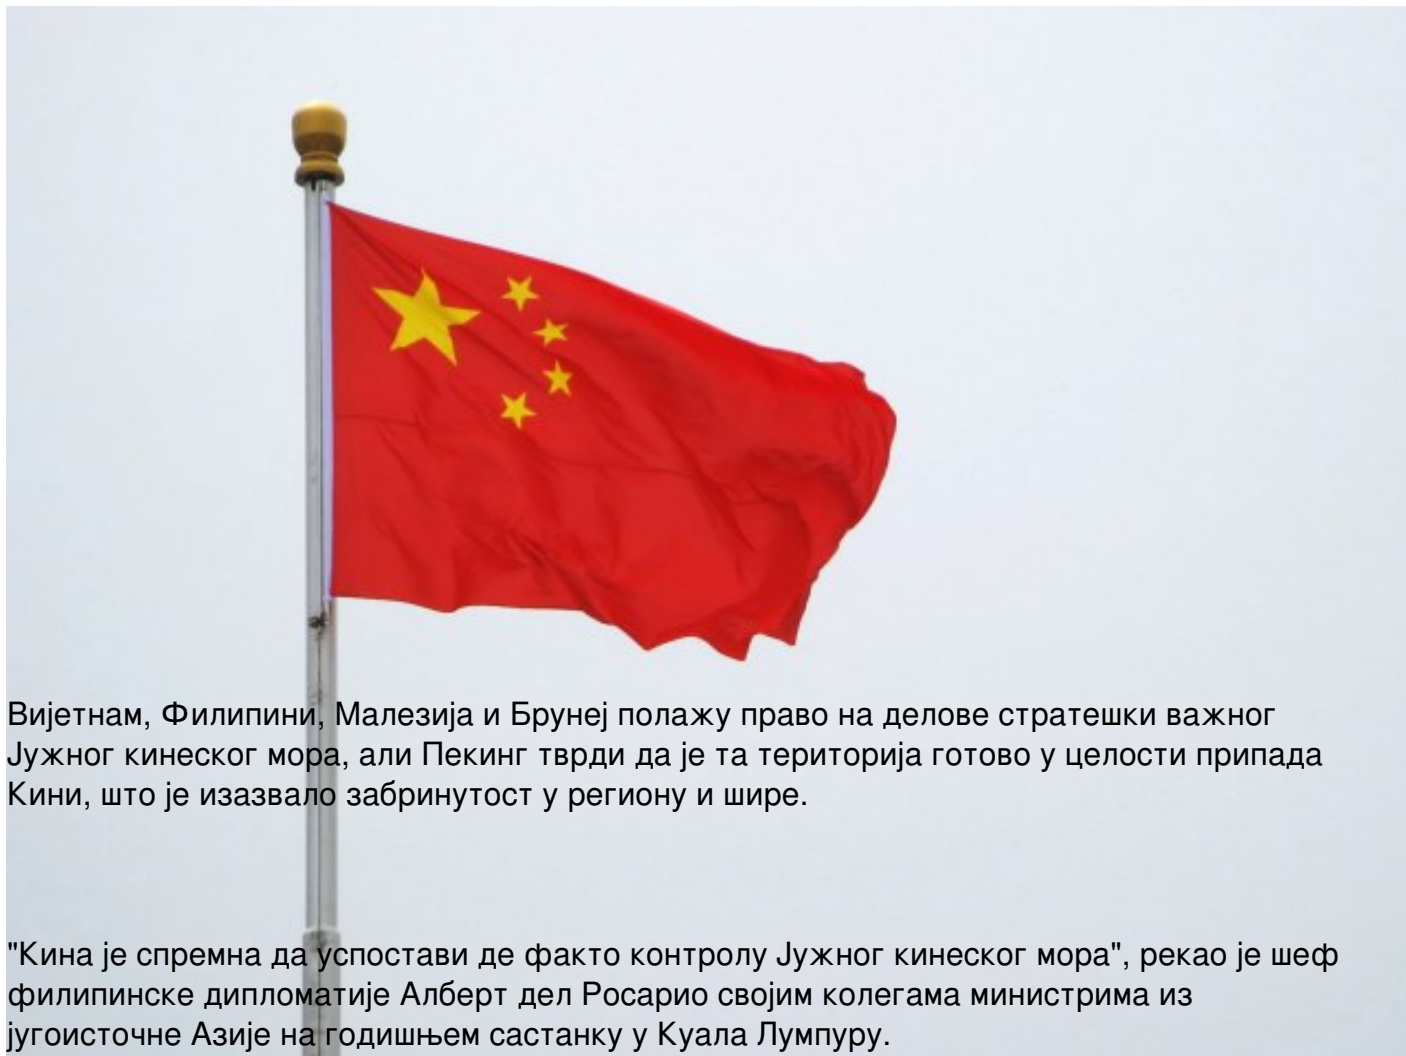 Вијетнам, Филипини, Малезија и Брунеј полажу право на делове стратешки важног
Јужног кинеског мора, али Пекинг тврди да је та територија готово у целости припада
Кини, што је изазвало забринутост у региону и шире.
"Кина је спремна да успостави де факто контролу Јужног кинеског мора", рекао је шеф
филипинске дипломатије Алберт дел Росарио својим колегама министрима из
југоисточне Азије на годишњем састанку у Куала Лумпуру.